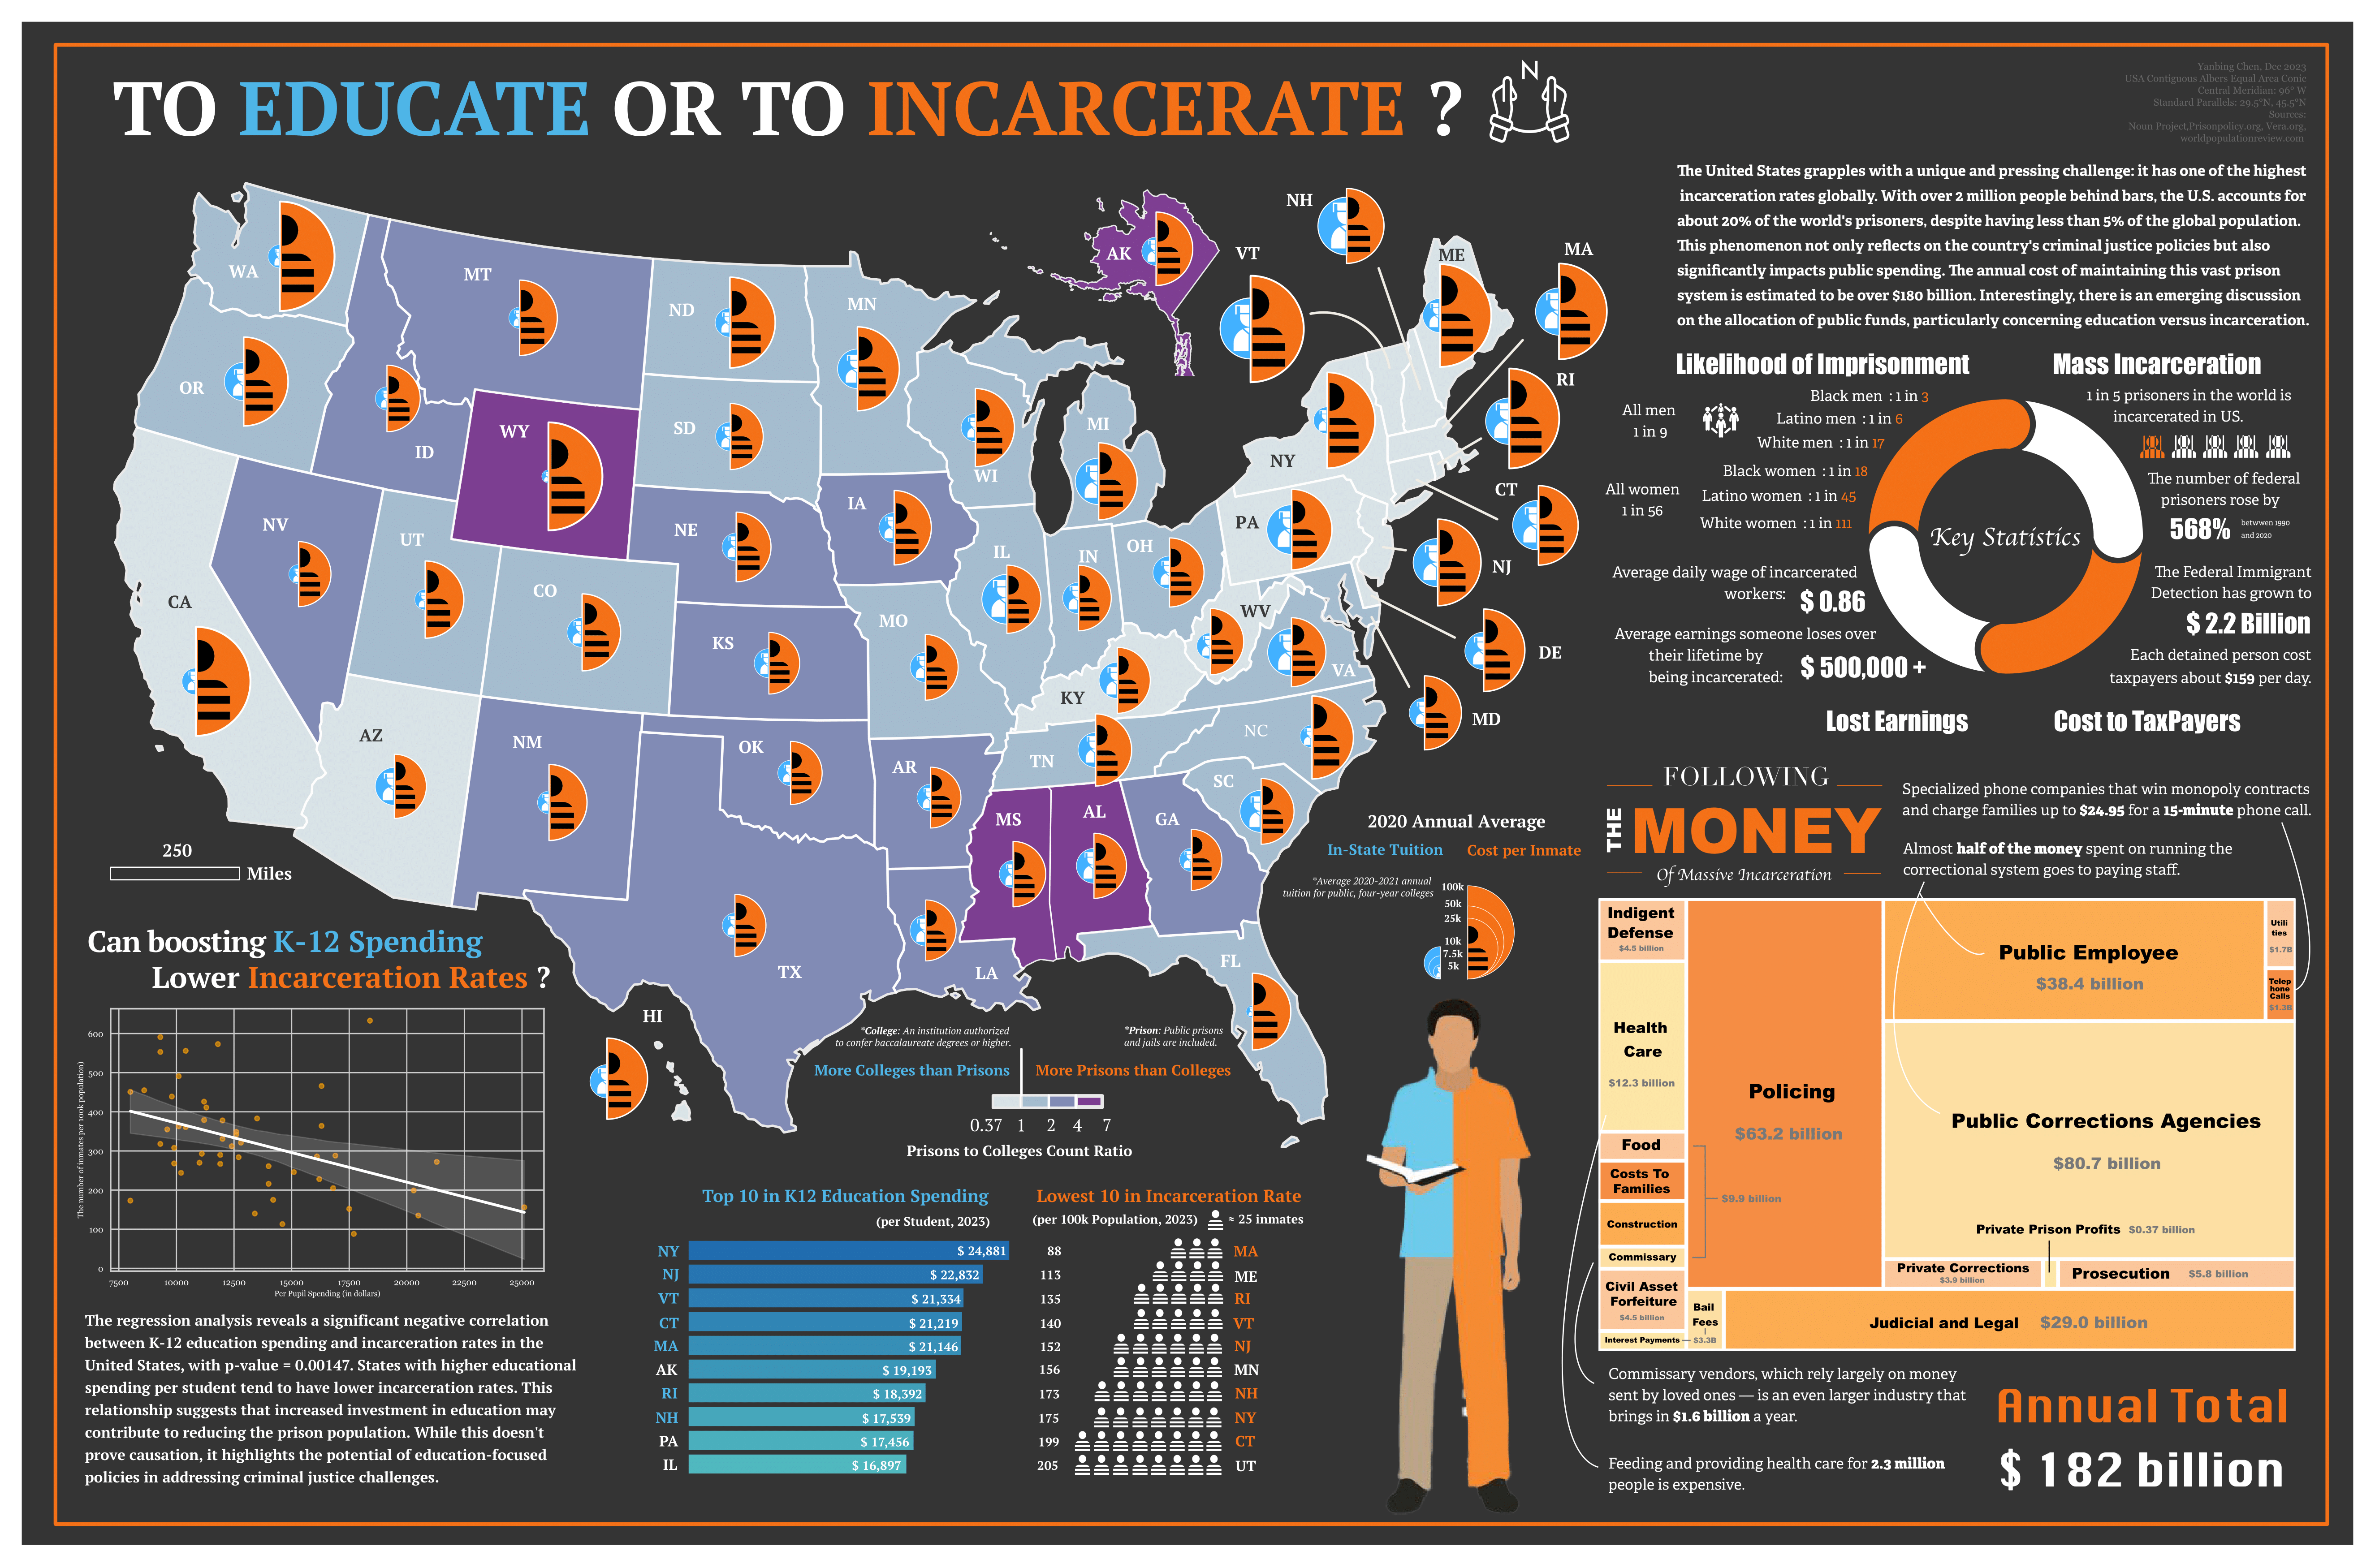 TO EDUCATE OR TO INCARCERATE ?
N
Yanbing Chen, Dec 2023
USA Contiguous Albers Equal Area Conic
Central Meridian: 96° W
Standard Parallels: 29.5°N, 45.5°N
Sources:
Noun Project,Prisonpolicy.org, Vera.org,
worldpopulationreview.com
The United States grapples with a unique and pressing challenge: it has one of the highest
incarceration rates globally. With over 2 million people behind bars, the U.S. accounts for
about 20% of the world's prisoners, despite having less than 5% of the global population.
This phenomenon not only reflects on the country's criminal justice policies but also
significantly impacts public spending. The annual cost of maintaining this vast prison
system is estimated to be over $180 billion. Interestingly, there is an emerging discussion
on the allocation of public funds, particularly concerning education versus incarceration.
WA
OR
CA
MT
ID
WY
NV
UT
AZ
CO
NM
ND
SD
NE
KS
OK
TX
MN
IA
MO
AR
LA
WI
IL
MI
IN
OH
KY
TN
MS
AL
GA
FL
SC
NC
VA
WV
PA
NY
ME
AK
HI
VT
NH
MA
RI
CT
NJ
DE
MD
250
Miles
2020 Annual Average
In-State Tuition
Cost per Inmate
*Average 2020-2021 annual
tuition for public, four-year colleges
100k
50k
25k
10k
7.5k
5k
*College: An institution authorized
to confer baccalaureate degrees or higher.
*Prison: Public prisons
and jails are included.
More Colleges than Prisons
More Prisons than Colleges
0.37 1 2 4 7
Prisons to Colleges Count Ratio
Likelihood of Imprisonment
All men
1 in 9
Black men : 1 in 3
Latino men : 1 in 6
White men : 1 in 17
All women
1 in 56
Black women : 1 in 18
Latino women : 1 in 45
White women : 1 in 111
Mass Incarceration
1 in 5 prisoners in the world is
incarcerated in US.
The number of federal
prisoners rose by
568%
betwwen 1990
and 2020
Key Statistics
Average daily wage of incarcerated
workers: $ 0.86
Average earnings someone loses over
their lifetime by
being incarcerated: $ 500,000 +
Lost Earnings
The Federal Immigrant
Detection has grown to
$ 2.2 Billion
Each detained person cost
taxpayers about $159 per day.
Cost to TaxPayers
FOLLOWING
THE MONEY
Of Massive Incarceration
Specialized phone companies that win monopoly contracts
and charge families up to $24.95 for a 15-minute phone call.
Almost half of the money spent on running the
correctional system goes to paying staff.
Indigent
Defense
$4.5 billion
Health
Care
$12.3 billion
Food
Costs To
Families
Construction
Commissary
$9.9 billion
Civil Asset
Forfeiture
$4.5 billion
Interest Payments
Bail
Fees
$3.3B
Policing
$63.2 billion
Public Employee
$38.4 billion
Utili
ties
$1.7B
Telep
hone
Calls
$1.3B
Public Corrections Agencies
$80.7 billion
Private Prison Profits $0.37 billion
Private Corrections
$3.9 billion
Prosecution $5.8 billion
Judicial and Legal $29.0 billion
Commissary vendors, which rely largely on money
sent by loved ones — is an even larger industry that
brings in $1.6 billion a year.
Feeding and providing health care for 2.3 million
people is expensive.
Annual Total
$ 182 billion
Can boosting K-12 Spending
Lower Incarceration Rates ?
The number of inmates per 100k population)
600
500
400
300
200
100
0
7500 10000 12500 15000 17500 20000 22500 25000
Per Pupil Spending (in dollars)
The regression analysis reveals a significant negative correlation
between K-12 education spending and incarceration rates in the
United States, with p-value = 0.00147. States with higher educational
spending per student tend to have lower incarceration rates. This
relationship suggests that increased investment in education may
contribute to reducing the prison population. While this doesn't
prove causation, it highlights the potential of education-focused
policies in addressing criminal justice challenges.
Top 10 in K12 Education Spending
(per Student, 2023)
NY $ 24,881
NJ $ 22,832
VT $ 21,334
CT $ 21,219
MA $ 21,146
AK $ 19,193
RI $ 18,392
NH $ 17,539
PA $ 17,456
IL $ 16,897
Lowest 10 in Incarceration Rate
(per 100k Population, 2023) ≈ 25 inmates
88 MA
113 ME
135 RI
140 VT
152 NJ
156 MN
173 NH
175 NY
199 CT
205 UT